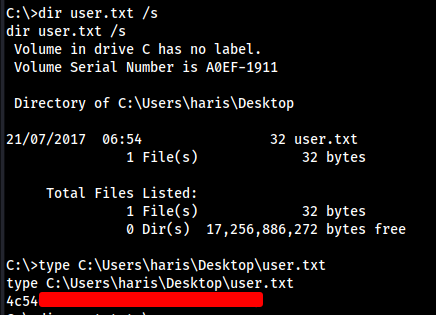 C:\>dir user.txt /s
dir user.txt /s
 Volume in drive C has no label.
 Volume Serial Number is A0EF-1911

 Directory of C:\Users\haris\Desktop

21/07/2017  06:54                32 user.txt
               1 File(s)             32 bytes

     Total Files Listed:
               1 File(s)             32 bytes
               0 Dir(s)  17,256,886,272 bytes free

C:\>type C:\Users\haris\Desktop\user.txt
type C:\Users\haris\Desktop\user.txt
4c54